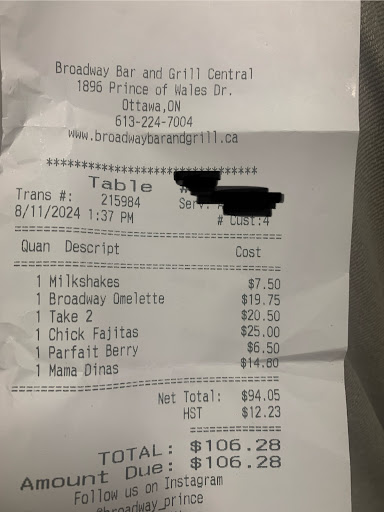 Broadway Bar and Grill Central
1896 Prince of Wales Dr.
Ottawa,ON
613-224-7004
www.broadwaybarandgrill.ca
********************************
Table #
Trans #: 215984 Serv:
8/11/2024 1:37 PM # Cust:4
Quan Descript Cost
1 Milkshakes $7.50
1 Broadway Omelette $19.75
1 Take 2 $20.50
1 Chick Fajitas $25.00
1 Parfait Berry $6.50
1 Mama Dinas $14.80
Net Total: $94.05
HST $12.23
TOTAL: $106.28
Amount Due: $106.28
Follow us on Instagram
@broadway_prince